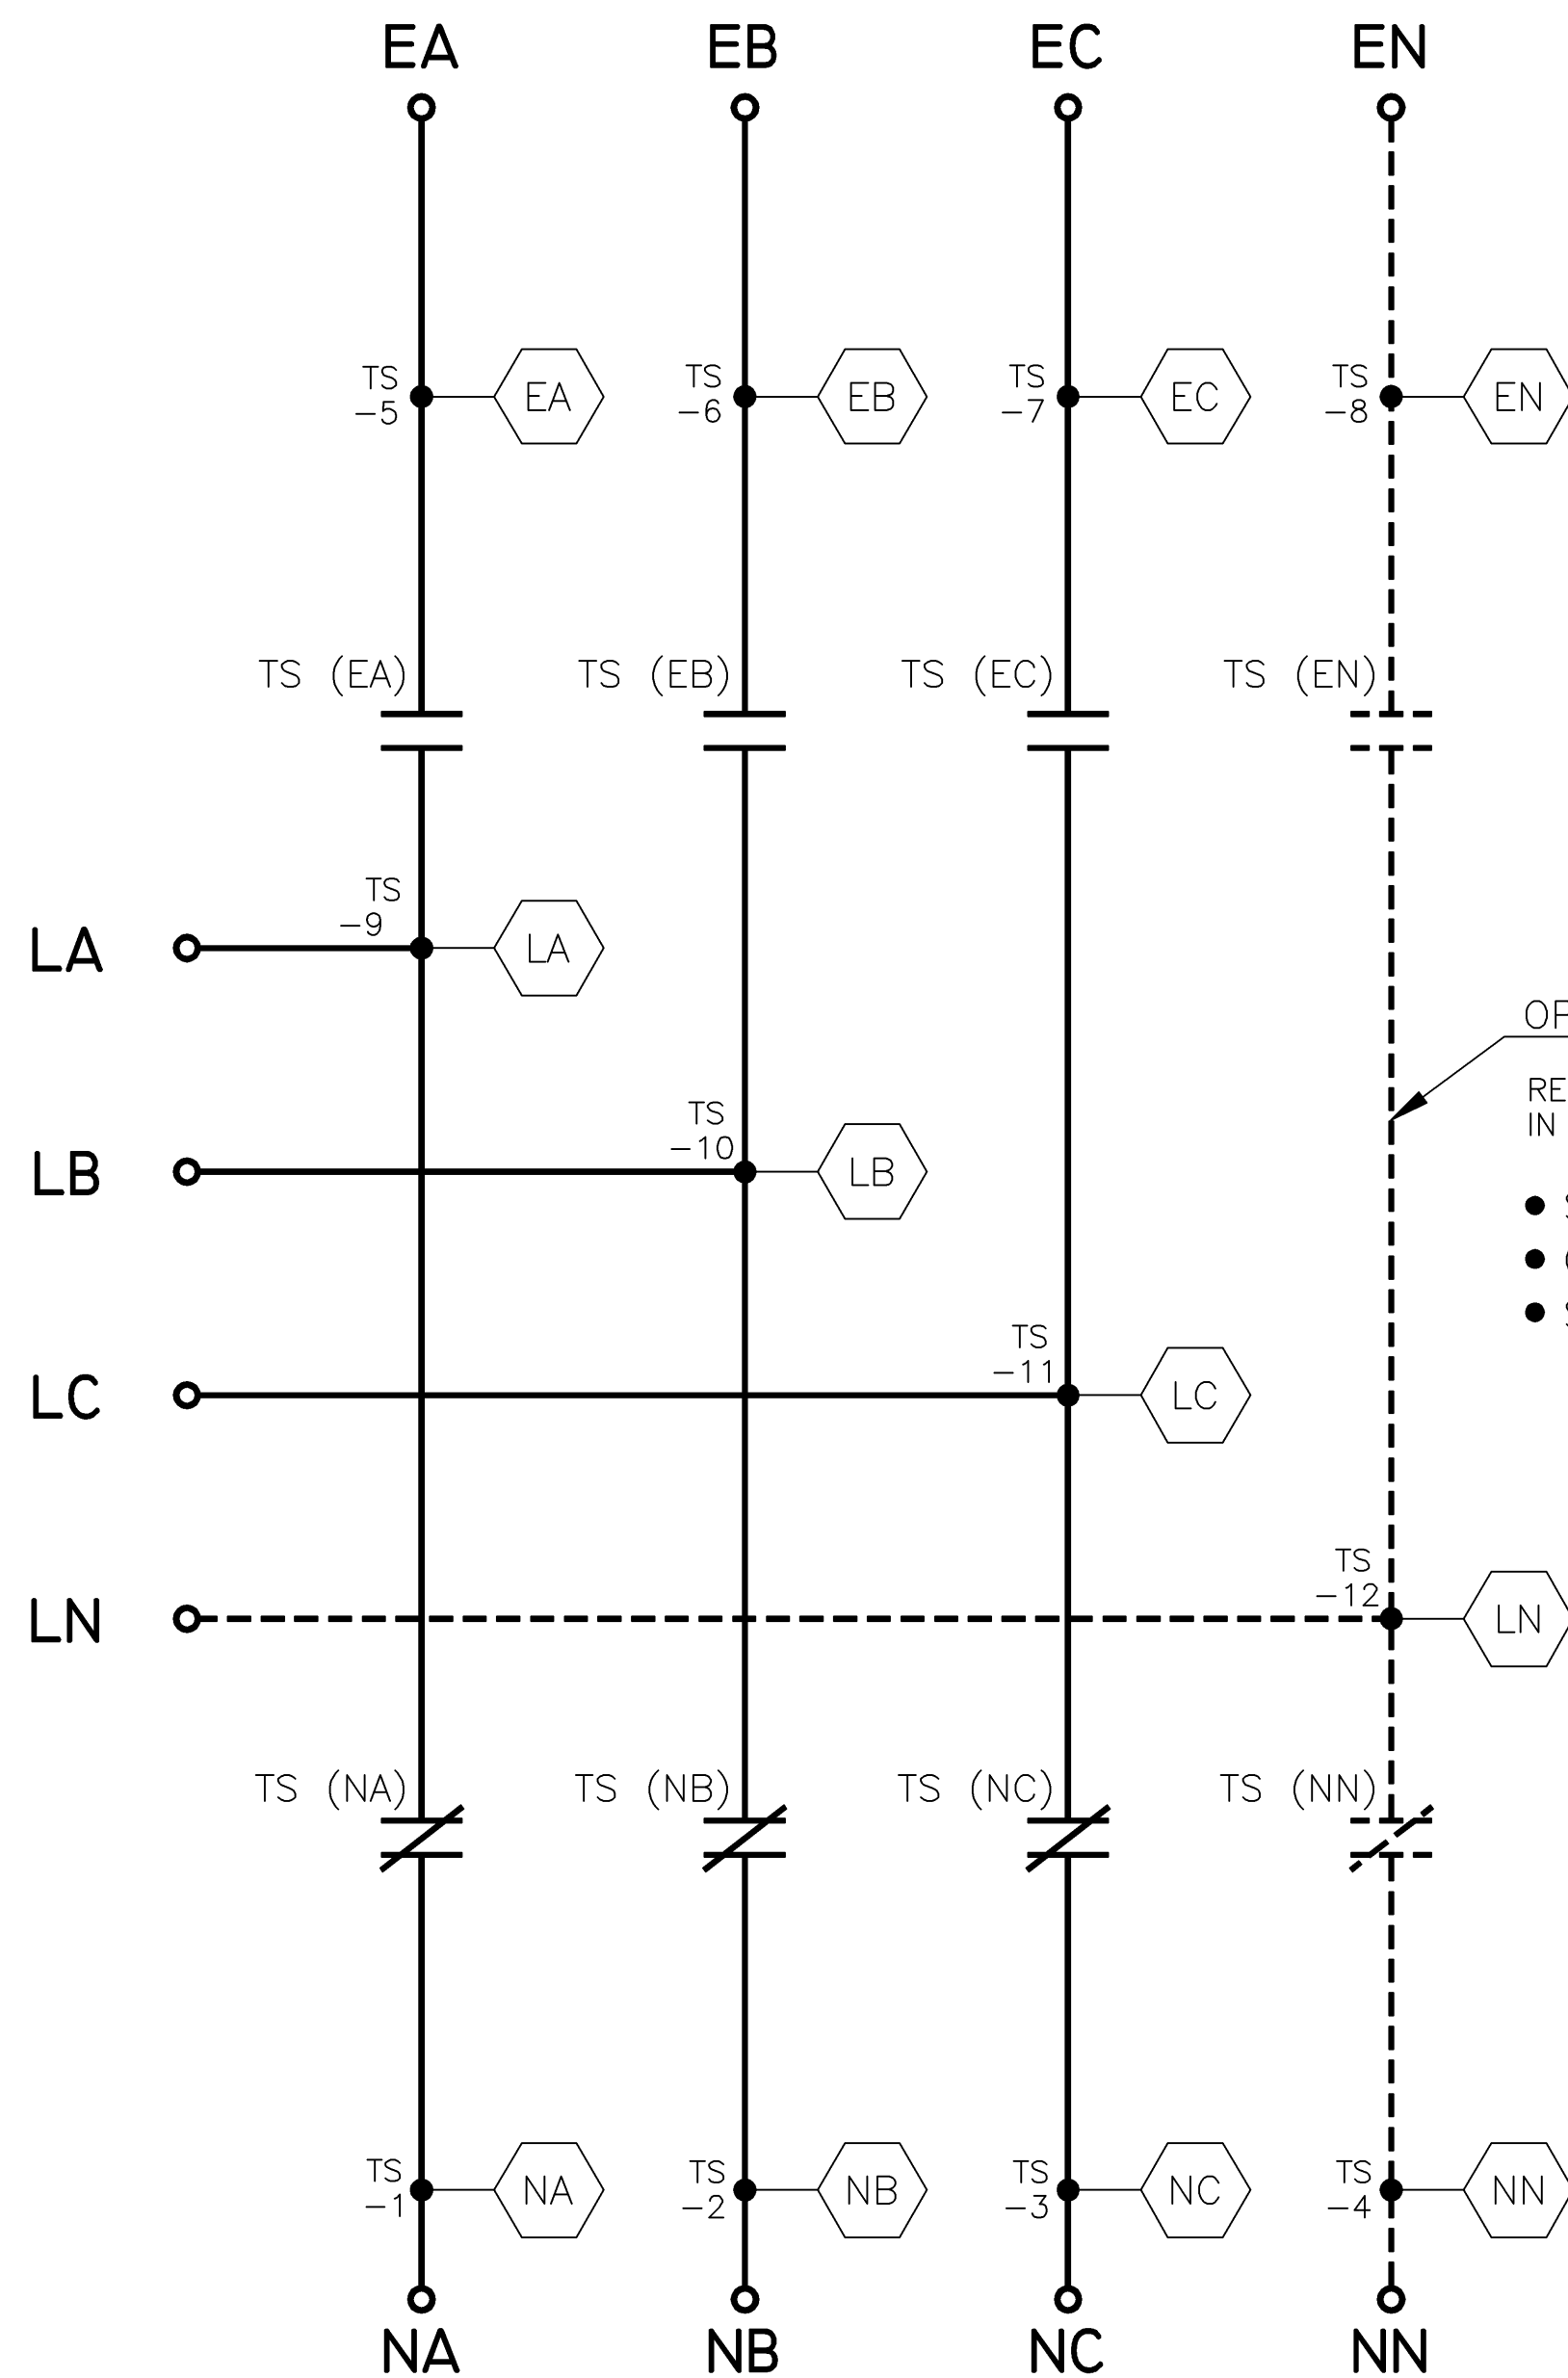 EA EB EC EN
TS TS TS TS
-5 EA -6 EB -7 EC -8 EN
TS (EA) TS (EB) TS (EC) TS (EN)
TS
-9
LA LA
RE
IN
TS
-10
LB LB
TS
-11
LC LC
TS
-12
LN LN
TS (NA) TS (NB) TS (NC) TS (NN)
TS TS TS TS
-1 NA -2 NB -3 NC -4 NN
NA NB NC NN